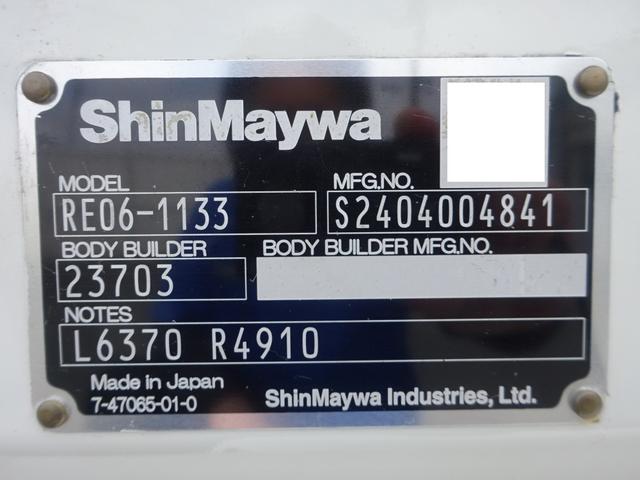 ShinMaywa
MODEL MFG.NO.
RE06-1133 S2404004841
BODY BUILDER BODY BUILDER MFG.NO.
23703
NOTES
L6370 R4910
Made in Japan
7-47065-01-0 ShinMaywa Industries, Ltd.